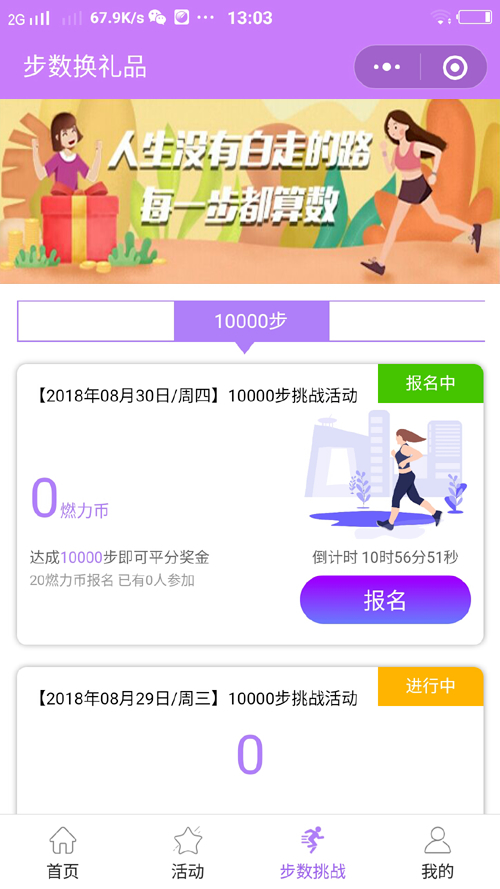 2G 67.9K/s 13:03
步数换礼品
人生没有白走的路
每一步都算数
10000步
报名中
【2018年08月30日/周四】10000步挑战活动
0燃力币
达成10000步即可平分奖金
倒计时 10时56分51秒
20燃力币报名 已有0人参加
报名
进行中
【2018年08月29日/周三】10000步挑战活动
0
首页 活动 步数挑战 我的